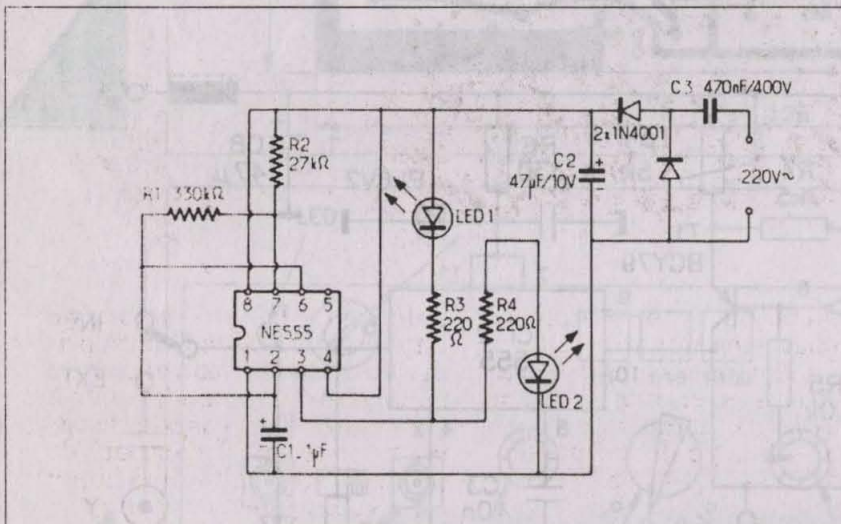 C3 470nF/400V
2x1N4001
R2
27kΩ
C2
47µF/10V
220V~
R1 330kΩ
LED 1
8 7 6 5
R3
220
Ω
R4
220Ω
NE555
1 2 3 4
LED 2
C1 1µF